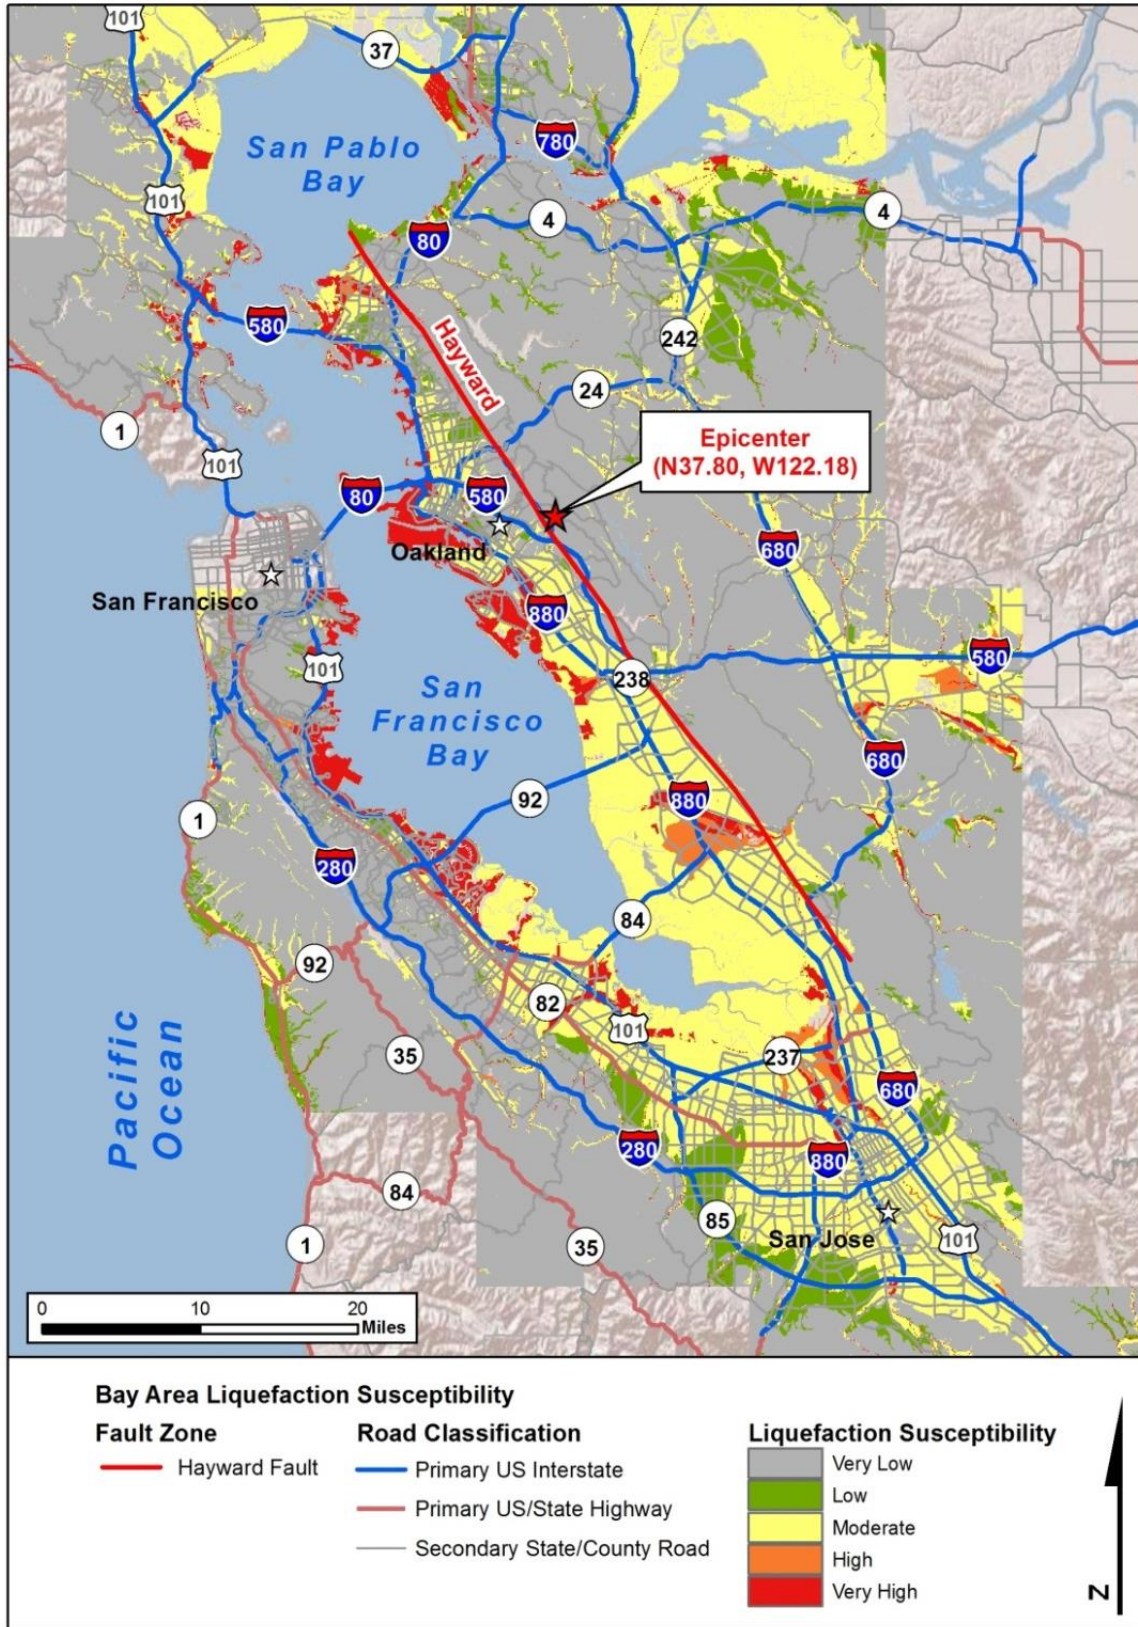 101
37
San Pablo
Bay
780
101
4
4
80
580
Hayward
242
24
1
101
Epicenter
(N37.80, W122.18)
80
580
Oakland
680
San Francisco
880
101
580
238
San
Francisco
Bay
680
92
880
1
280
84
92
82
101
Pacific
Ocean
35
237
680
280
880
84
85
San Jose
101
1
35
0
10
20
Miles
Bay Area Liquefaction Susceptibility
Fault Zone
Hayward Fault
Road Classification
Primary US Interstate
Primary US/State Highway
Secondary State/County Road
Liquefaction Susceptibility
Very Low
Low
Moderate
High
Very High
N